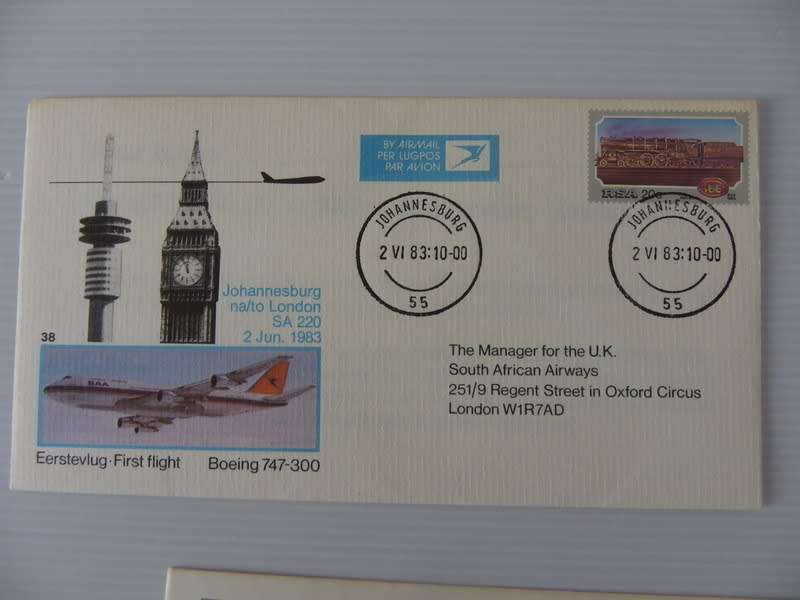 BY AIRMAIL
PER LUGPOS
PAR AVION
RSA 20c
JOHANNESBURG
2 VI 83:10-00
55
JOHANNESBURG
2 VI 83:10-00
55
Johannesburg
na/to London
SA 220
2 Jun. 1983
38
SAA
Eerstevlug·First flight Boeing 747-300
The Manager for the U.K.
South African Airways
251/9 Regent Street in Oxford Circus
London W1R7AD